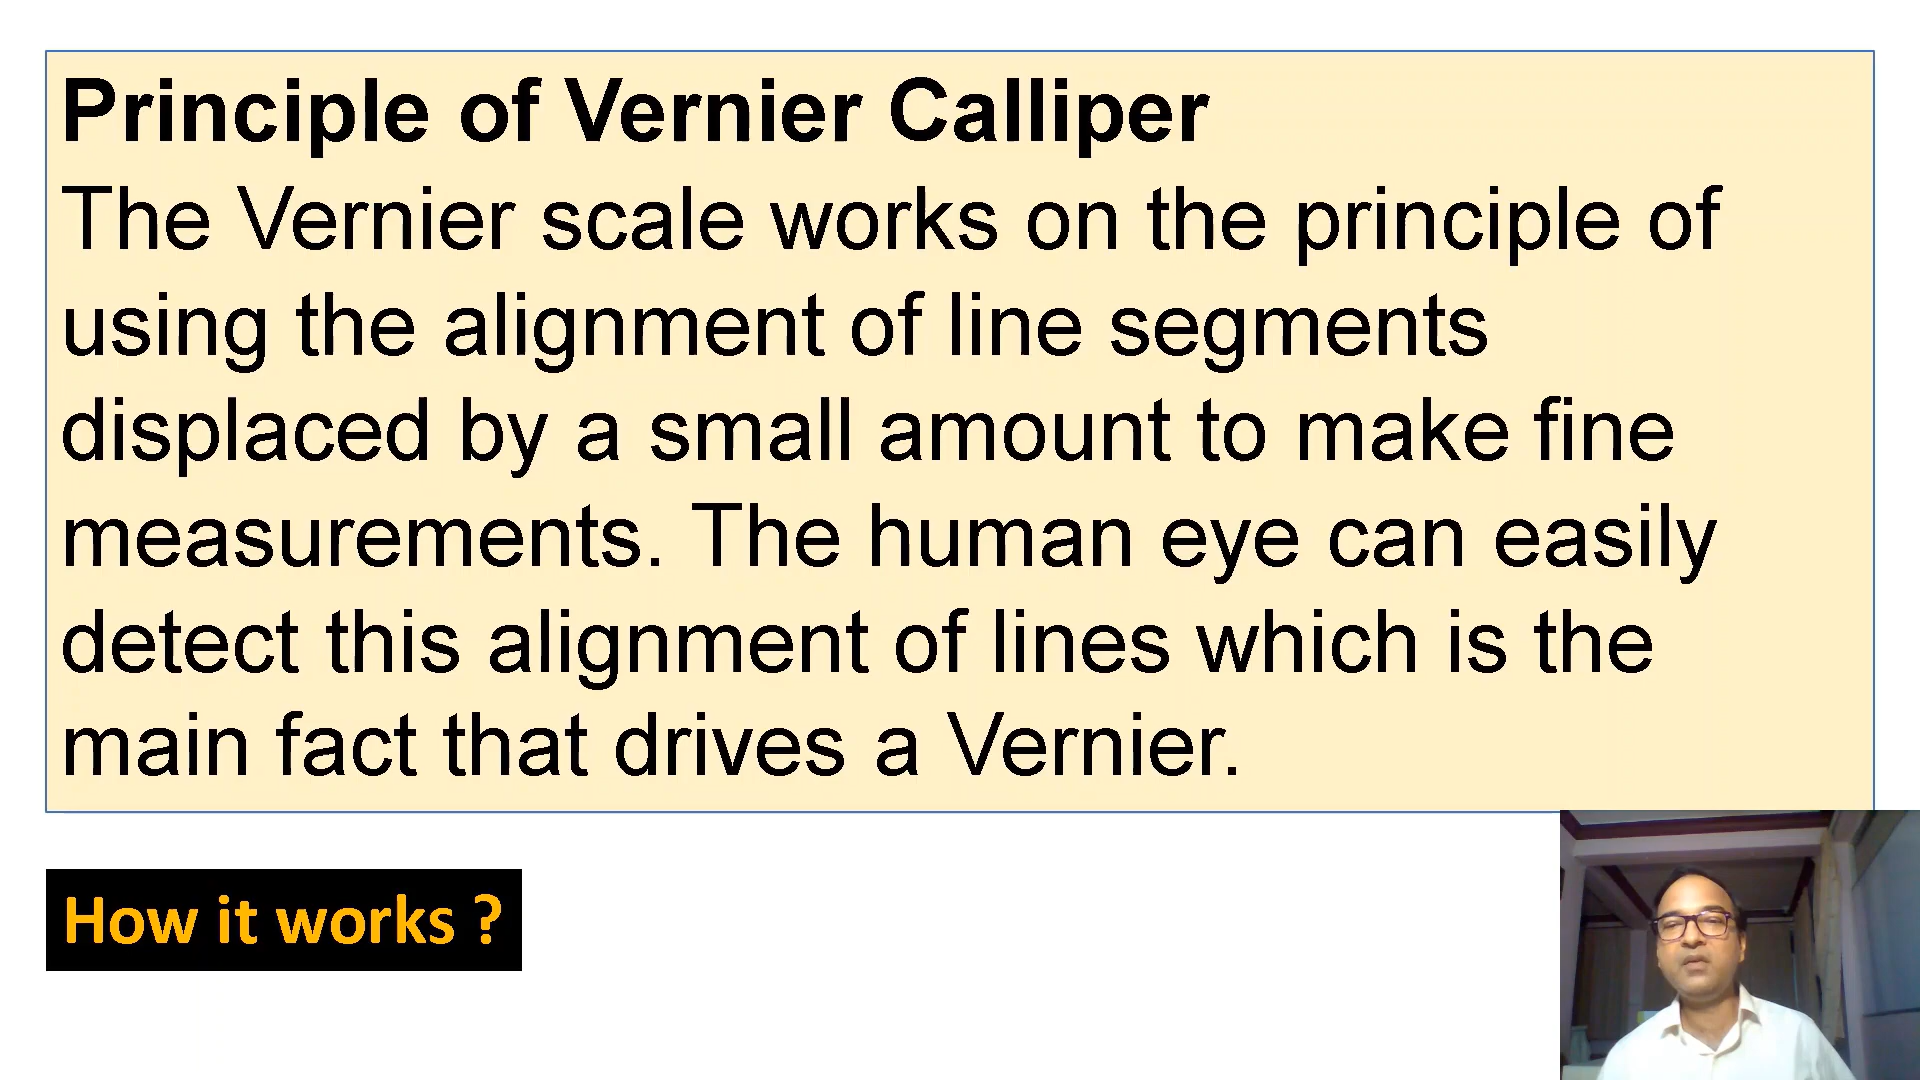 Principle of Vernier Calliper
The Vernier scale works on the principle of
using the alignment of line segments
displaced by a small amount to make fine
measurements. The human eye can easily
detect this alignment of lines which is the
main fact that drives a Vernier.
How it works ?